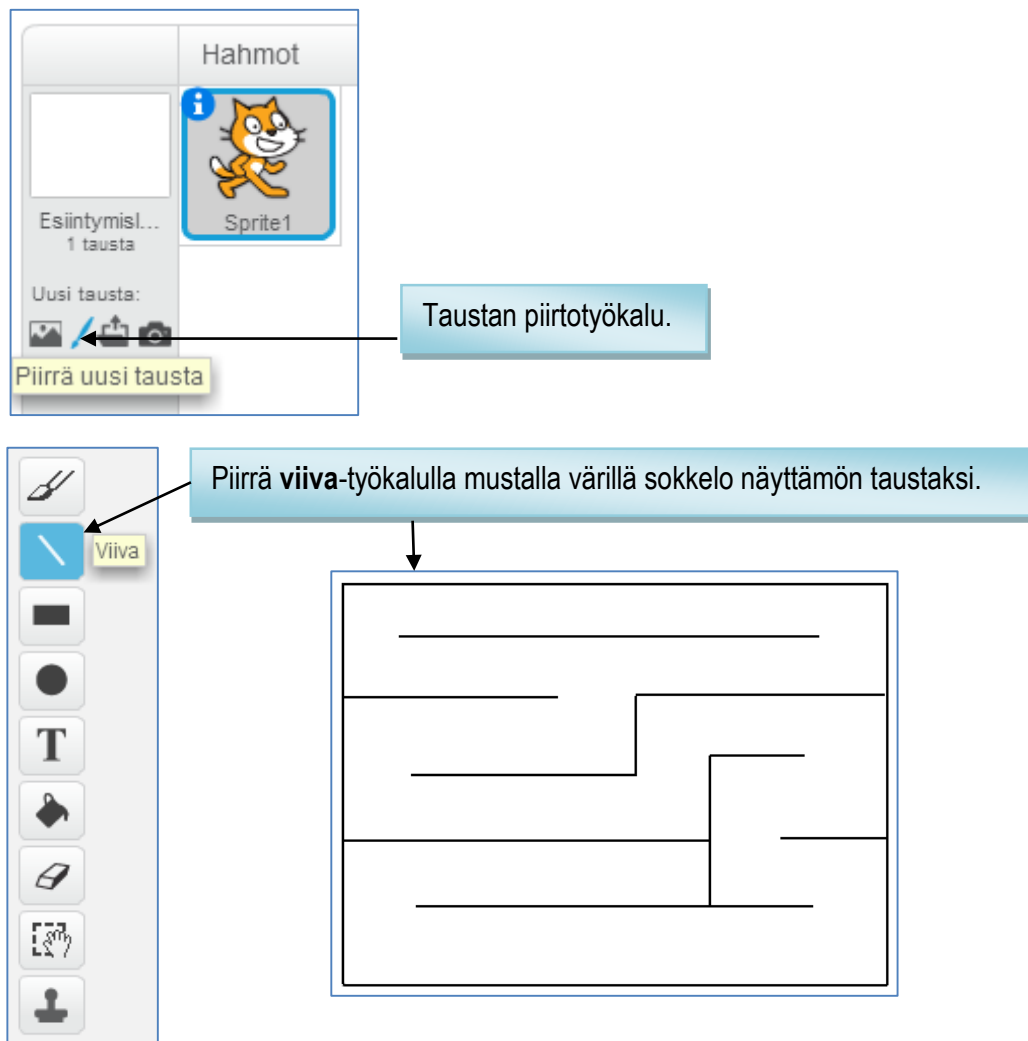 Hahmot
Esiintymisl...
1 tausta
Sprite1
Uusi tausta:
Piirrä uusi tausta
Taustan piirtotyökalu.
Piirrä viiva-työkalulla mustalla värillä sokkelo näyttämön taustaksi.
Viiva
T